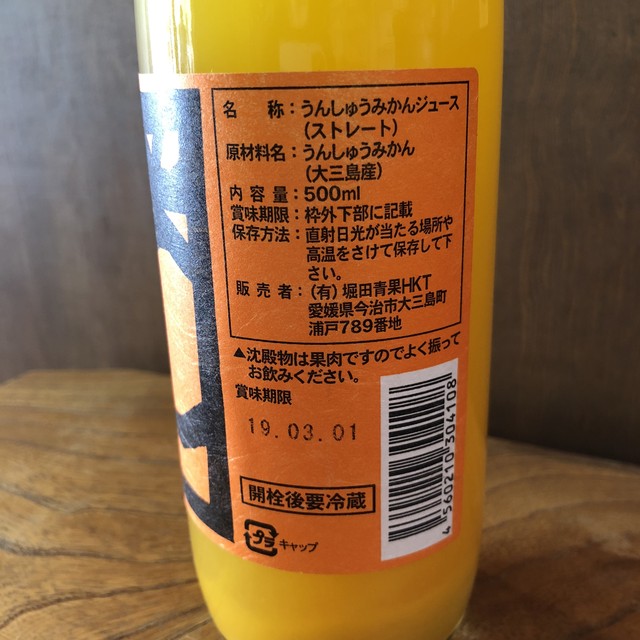 名称：うんしゅうみかんジュース
（ストレート）
原材料名：うんしゅうみかん
（大三島産）
内容量：500ml
賞味期限：枠外下部に記載
保存方法：直射日光が当たる場所や
高温をさけて保存して下
さい。
販売者：（有）堀田青果HKT
愛媛県今治市大三島町
浦戸789番地
▲沈殿物は果肉ですのでよく振って
お飲みください。
賞味期限
19.03.01
開栓後要冷蔵
プラ キャップ
4 560210 304108